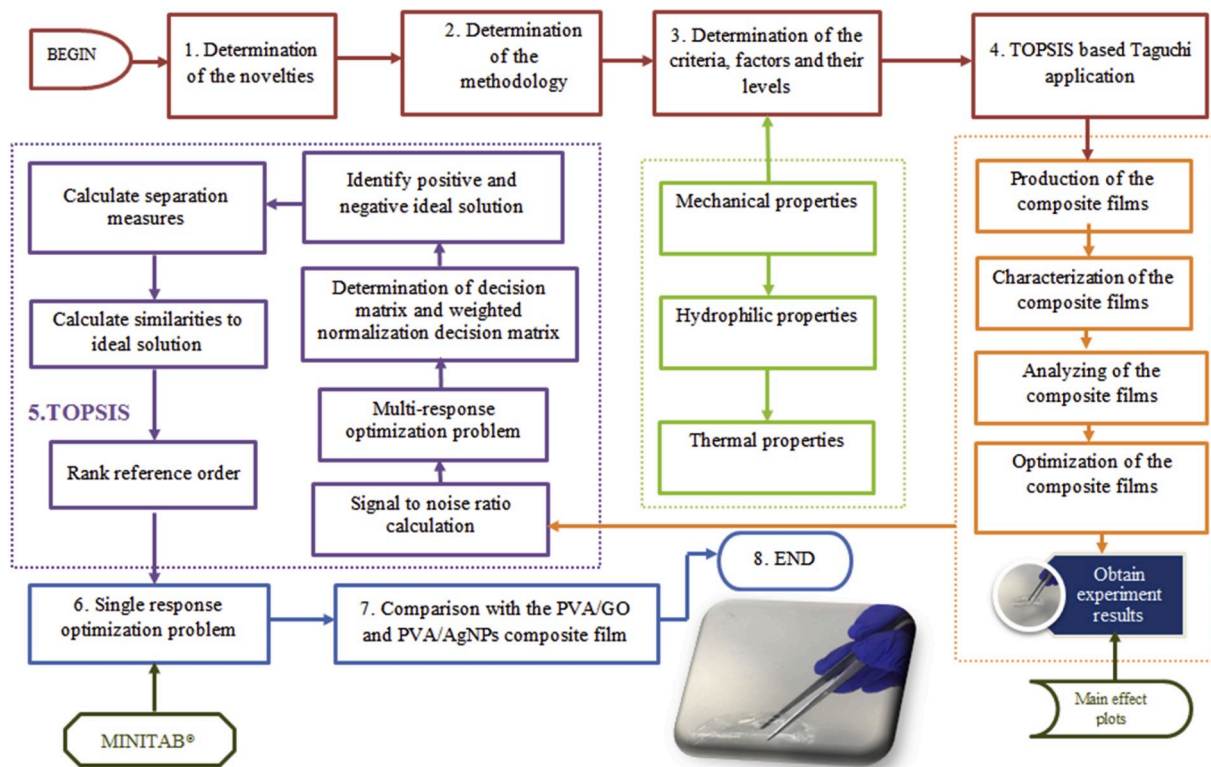 BEGIN
1. Determination
of the novelties
2. Determination
of the
methodology
3. Determination of the
criteria, factors and their
levels
4. TOPSIS based Taguchi
application
Calculate separation
measures
Identify positive and
negative ideal solution
Mechanical properties
Production of the
composite films
Calculate similarities to
ideal solution
Determination of decision
matrix and weighted
normalization decision matrix
Hydrophilic properties
Characterization of the
composite films
5.TOPSIS
Multi-response
optimization problem
Analyzing of the
composite films
Rank reference order
Thermal properties
Optimization of the
composite films
Signal to noise ratio
calculation
6. Single response
optimization problem
7. Comparison with the PVA/GO
and PVA/AgNPs composite film
8. END
Obtain
experiment
results
MINITAB®
Main effect
plots